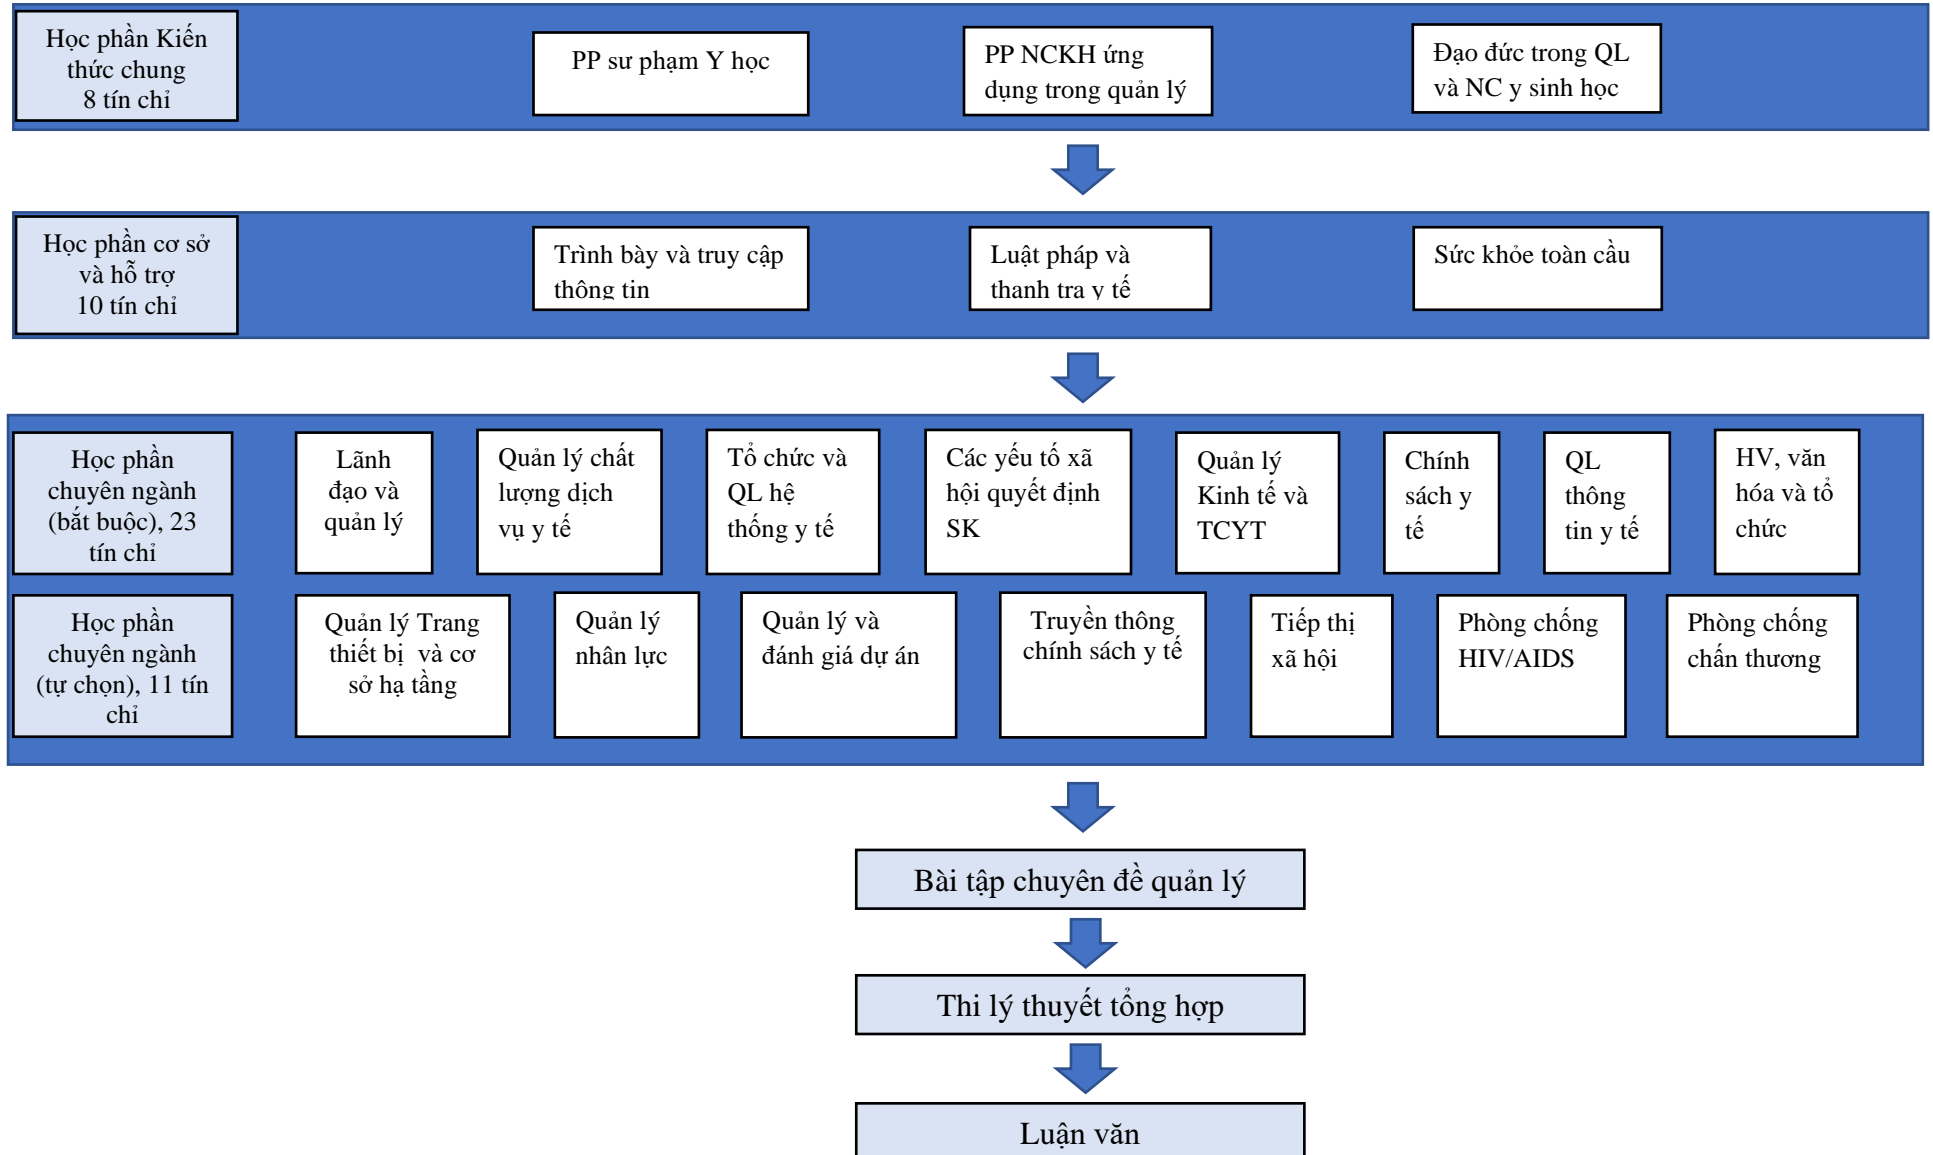 Học phần Kiến
thức chung
8 tín chỉ
PP sư phạm Y học
PP NCKH ứng
dụng trong quản lý
Đạo đức trong QL
và NC y sinh học
Học phần cơ sở
và hỗ trợ
10 tín chỉ
Trình bày và truy cập
thông tin
Luật pháp và
thanh tra y tế
Sức khỏe toàn cầu
Học phần
chuyên ngành
(bắt buộc), 23
tín chỉ
Lãnh
đạo và
quản lý
Quản lý chất
lượng dịch
vụ y tế
Tổ chức và
QL hệ
thống y tế
Các yếu tố xã
hội quyết định
SK
Quản lý
Kinh tế và
TCYT
Chính
sách y
tế
QL
thông
tin y tế
HV, văn
hóa và tổ
chức
Học phần
chuyên ngành
(tự chọn), 11 tín
chỉ
Quản lý Trang
thiết bị và cơ
sở hạ tầng
Quản lý
nhân lực
Quản lý và
đánh giá dự án
Truyền thông
chính sách y tế
Tiếp thị
xã hội
Phòng chống
HIV/AIDS
Phòng chống
chấn thương
Bài tập chuyên đề quản lý
Thi lý thuyết tổng hợp
Luận văn